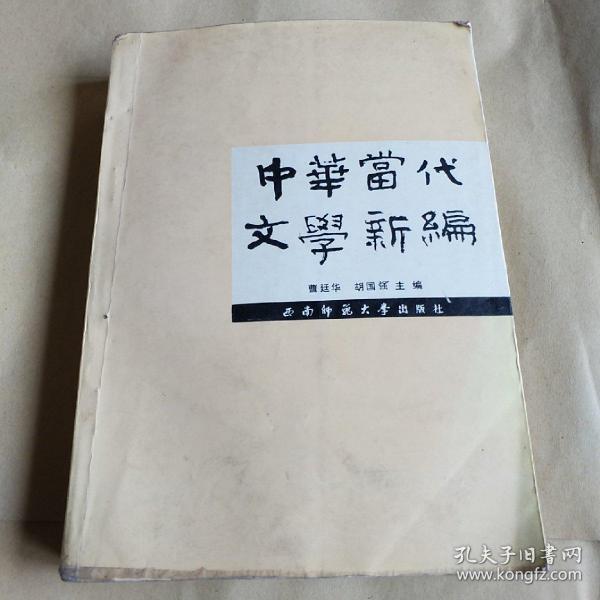 中華當代
文學新編
曹廷华 胡国强 主编
西南师范大学出版社
孔夫子旧書网
www.kongfz.com